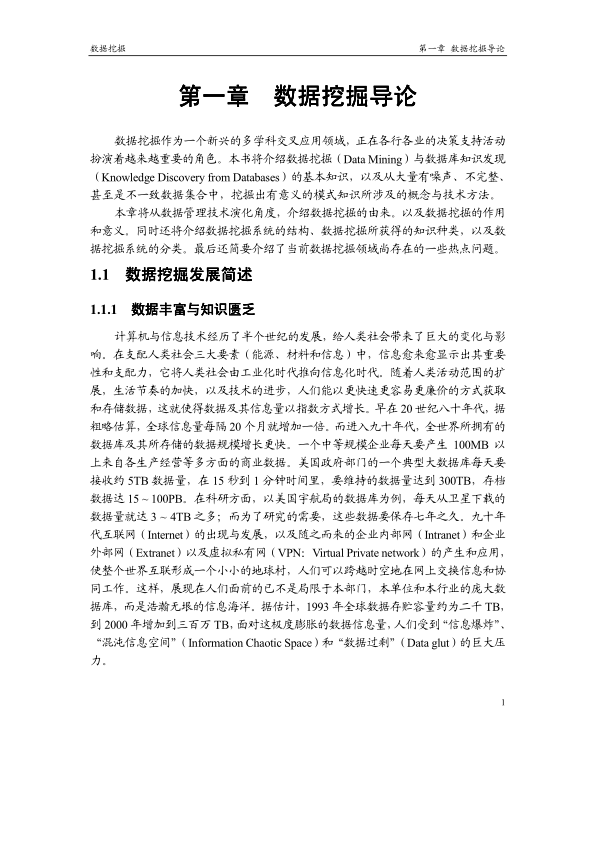 数据挖掘 第一章 数据挖掘导论
第一章 数据挖掘导论
数据挖掘作为一个新兴的多学科交叉应用领域，正在各行各业的决策支持活动
扮演着越来越重要的角色。本书将介绍数据挖掘（Data Mining）与数据库知识发现
（Knowledge Discovery from Databases）的基本知识，以及从大量有噪声、不完整、
甚至是不一致数据集合中，挖掘出有意义的模式知识所涉及的概念与技术方法。
本章将从数据管理技术演化角度，介绍数据挖掘的由来。以及数据挖掘的作用
和意义。同时还将介绍数据挖掘系统的结构、数据挖掘所获得的知识种类，以及数
据挖掘系统的分类。最后还简要介绍了当前数据挖掘领域尚存在的一些热点问题。
1.1 数据挖掘发展简述
1.1.1 数据丰富与知识匮乏
计算机与信息技术经历了半个世纪的发展，给人类社会带来了巨大的变化与影
响。在支配人类社会三大要素（能源、材料和信息）中，信息愈来愈显示出其重要
性和支配力，它将人类社会由工业化时代推向信息化时代。随着人类活动范围的扩
展，生活节奏的加快，以及技术的进步，人们能以更快速更容易更廉价的方式获取
和存储数据，这就使得数据及其信息量以指数方式增长。早在 20 世纪八十年代，据
粗略估算，全球信息量每隔 20 个月就增加一倍。而进入九十年代，全世界所拥有的
数据库及其所存储的数据规模增长更快。一个中等规模企业每天要产生 100MB 以
上来自各生产经营等多方面的商业数据。美国政府部门的一个典型大数据库每天要
接收约 5TB 数据量，在 15 秒到 1 分钟时间里，要维持的数据量达到 300TB，存档
数据达 15 ~ 100PB。在科研方面，以美国宇航局的数据库为例，每天从卫星下载的
数据量就达 3 ~ 4TB 之多；而为了研究的需要，这些数据要保存七年之久。九十年
代互联网（Internet）的出现与发展，以及随之而来的企业内部网（Intranet）和企业
外部网（Extranet）以及虚拟私有网（VPN：Virtual Private network）的产生和应用，
使整个世界互联形成一个小小的地球村，人们可以跨越时空地在网上交换信息和协
同工作。这样，展现在人们面前的已不是局限于本部门，本单位和本行业的庞大数
据库，而是浩瀚无垠的信息海洋。据估计，1993 年全球数据存贮容量约为二千 TB，
到 2000 年增加到三百万 TB，面对这极度膨胀的数据信息量，人们受到“信息爆炸”、
“混沌信息空间”（Information Chaotic Space）和“数据过剩”（Data glut）的巨大压
力。
1